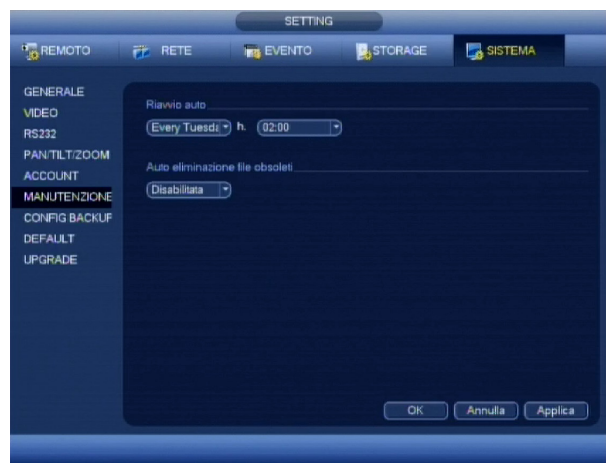 SETTING
REMOTO RETE EVENTO STORAGE SISTEMA
GENERALE
VIDEO
RS232
PAN/TILT/ZOOM
ACCOUNT
MANUTENZIONE
CONFIG BACKUP
DEFAULT
UPGRADE
Riavvio auto
Every Tuesda h. 02:00
Auto eliminazione file obsoleti
Disabilitata
OK Annulla Applica